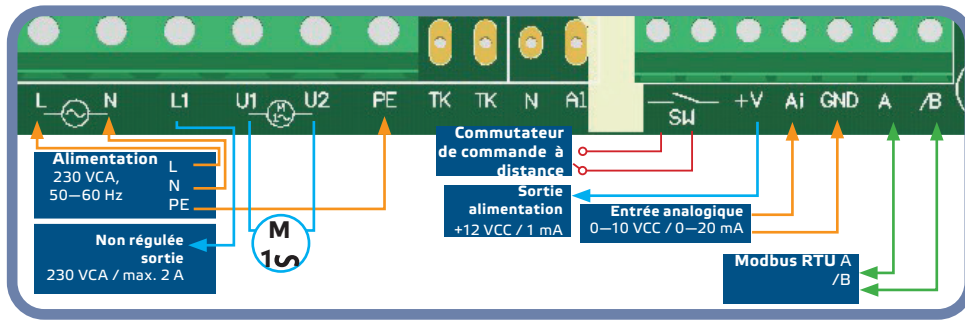 L N L1 U1 M 1~ U2 PE TK TK N A1 SW +V Ai GND A /B
Alimentation
230 VCA,
50—60 Hz
L
N
PE
Non régulée
sortie
230 VCA / max. 2 A
M
1~
Commutateur
de commande à
distance
Sortie
alimentation
+12 VCC / 1 mA
Entrée analogique
0—10 VCC / 0—20 mA
Modbus RTU A
/B